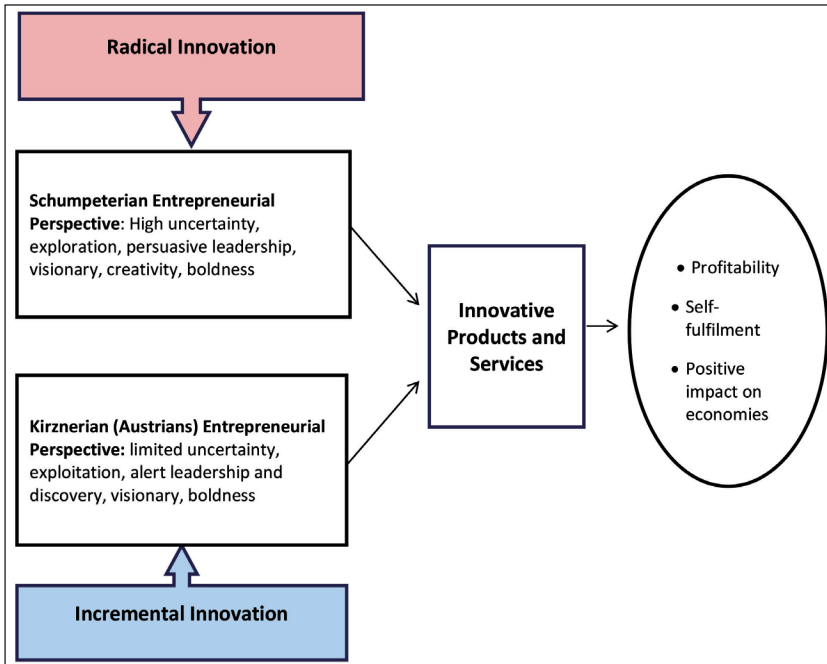 Radical Innovation
Schumpeterian Entrepreneurial
Perspective: High uncertainty,
exploration, persuasive leadership,
visionary, creativity, boldness
Kirznerian (Austrians) Entrepreneurial
Perspective: limited uncertainty,
exploitation, alert leadership and
discovery, visionary, boldness
Incremental Innovation
Innovative
Products and
Services
• Profitability
• Self-
fulfilment
• Positive
impact on
economies